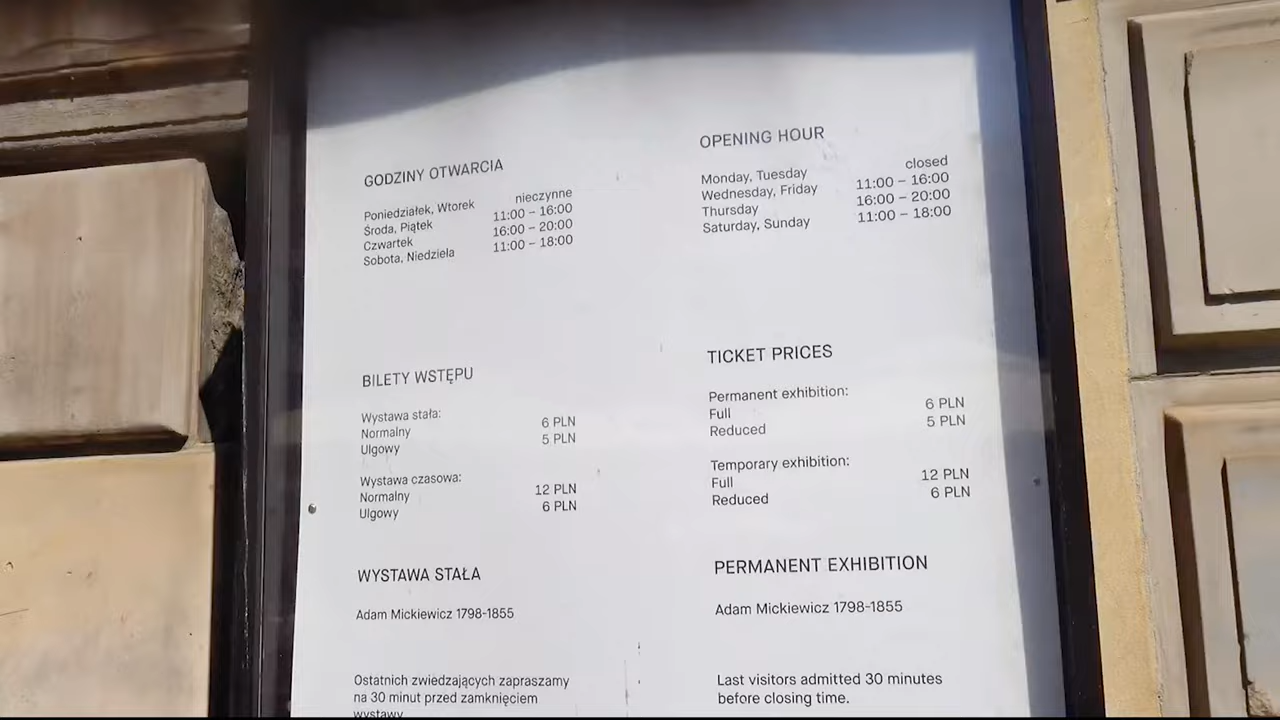 GODZINY OTWARCIA
Poniedziałek, Wtorek nieczynne
Środa, Piątek 11:00 – 16:00
Czwartek 16:00 – 20:00
Sobota, Niedziela 11:00 – 18:00
BILETY WSTĘPU
Wystawa stała:
Normalny 6 PLN
Ulgowy 5 PLN
Wystawa czasowa:
Normalny 12 PLN
Ulgowy 6 PLN
WYSTAWA STAŁA
Adam Mickiewicz 1798-1855
Ostatnich zwiedzających zapraszamy
na 30 minut przed zamknięciem
wystawy
OPENING HOUR
Monday, Tuesday closed
Wednesday, Friday 11:00 – 16:00
Thursday 16:00 – 20:00
Saturday, Sunday 11:00 – 18:00
TICKET PRICES
Permanent exhibition:
Full 6 PLN
Reduced 5 PLN
Temporary exhibition:
Full 12 PLN
Reduced 6 PLN
PERMANENT EXHIBITION
Adam Mickiewicz 1798-1855
Last visitors admitted 30 minutes
before closing time.